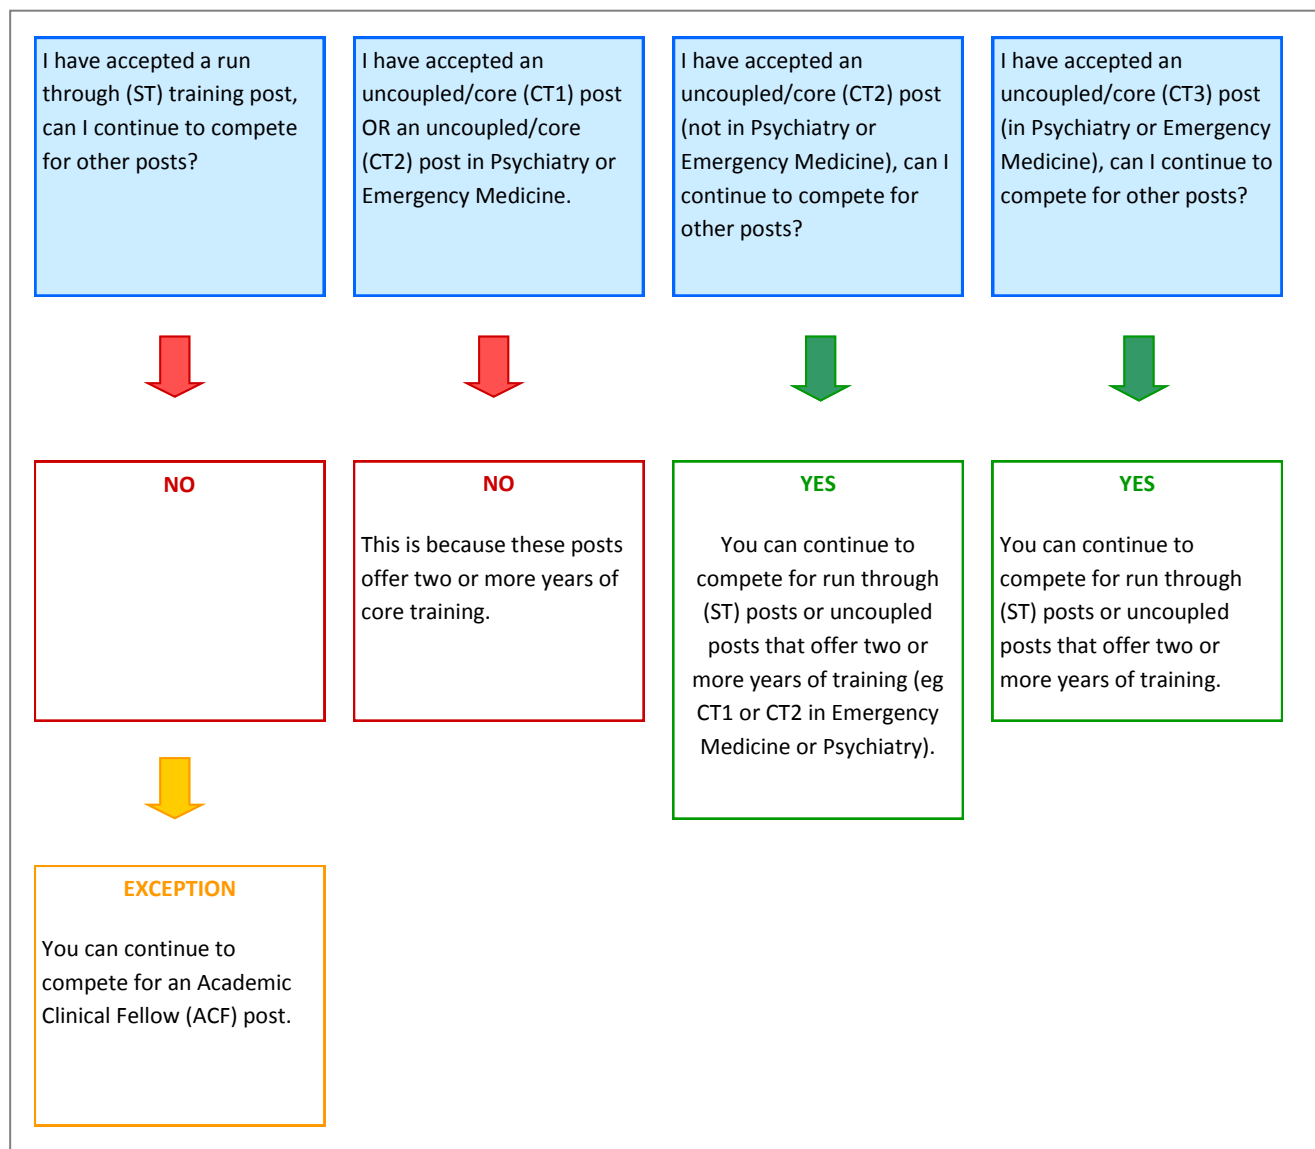 I have accepted a run
through (ST) training post,
can I continue to compete
for other posts?
I have accepted an
uncoupled/core (CT1) post
OR an uncoupled/core
(CT2) post in Psychiatry or
Emergency Medicine.
I have accepted an
uncoupled/core (CT2) post
(not in Psychiatry or
Emergency Medicine), can I
continue to compete for
other posts?
I have accepted an
uncoupled/core (CT3) post
(in Psychiatry or Emergency
Medicine), can I continue to
compete for other posts?
NO
NO
This is because these posts
offer two or more years of
core training.
YES
You can continue to
compete for run through
(ST) posts or uncoupled
posts that offer two or
more years of training (eg
CT1 or CT2 in Emergency
Medicine or Psychiatry).
YES
You can continue to
compete for run through
(ST) posts or uncoupled
posts that offer two or
more years of training.
EXCEPTION
You can continue to
compete for an Academic
Clinical Fellow (ACF) post.